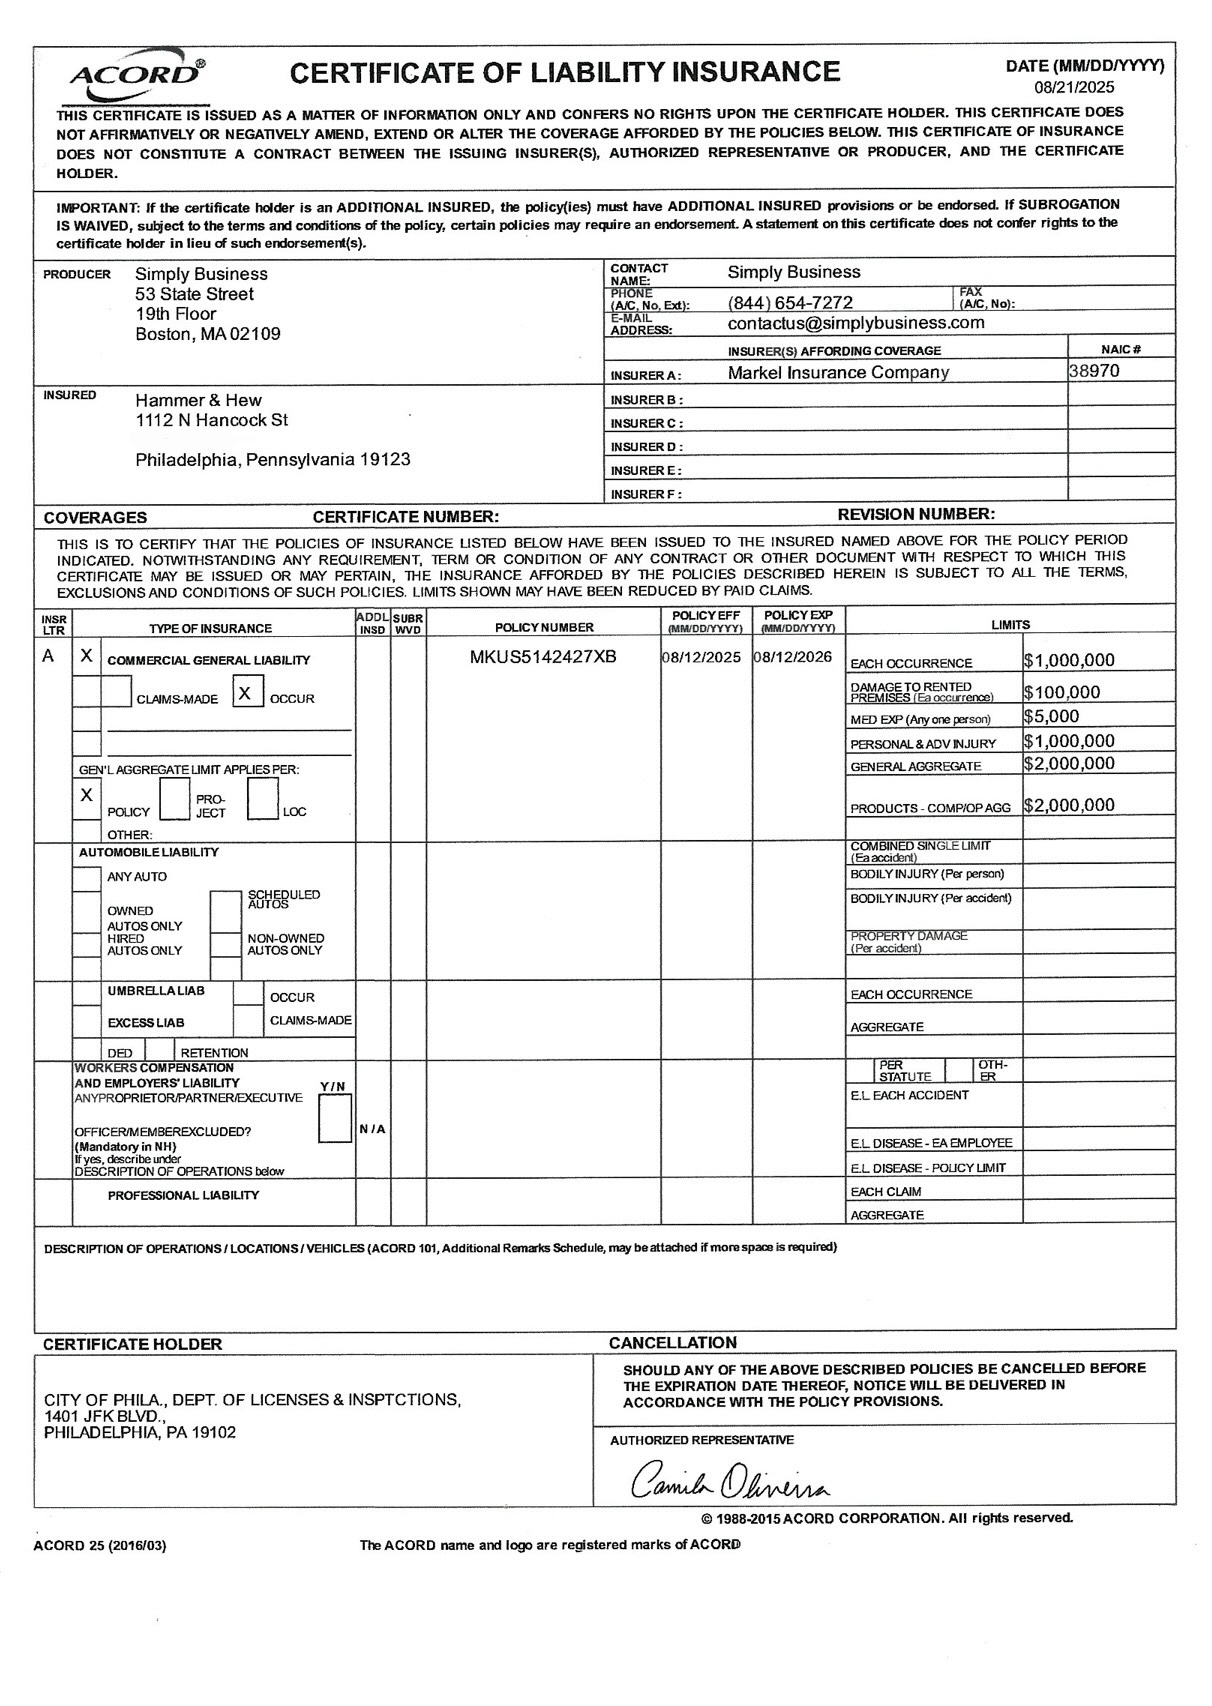 ACORD®
CERTIFICATE OF LIABILITY INSURANCE
DATE (MM/DD/YYYY)
08/21/2025
THIS CERTIFICATE IS ISSUED AS A MATTER OF INFORMATION ONLY AND CONFERS NO RIGHTS UPON THE CERTIFICATE HOLDER. THIS CERTIFICATE DOES
NOT AFFIRMATIVELY OR NEGATIVELY AMEND, EXTEND OR ALTER THE COVERAGE AFFORDED BY THE POLICIES BELOW. THIS CERTIFICATE OF INSURANCE
DOES NOT CONSTITUTE A CONTRACT BETWEEN THE ISSUING INSURER(S), AUTHORIZED REPRESENTATIVE OR PRODUCER, AND THE CERTIFICATE
HOLDER.
IMPORTANT: If the certificate holder is an ADDITIONAL INSURED, the policy(ies) must have ADDITIONAL INSURED provisions or be endorsed. If SUBROGATION
IS WAIVED, subject to the terms and conditions of the policy, certain policies may require an endorsement. A statement on this certificate does not confer rights to the
certificate holder in lieu of such endorsement(s).
PRODUCER
Simply Business
53 State Street
19th Floor
Boston, MA 02109
CONTACT
NAME:
Simply Business
PHONE
(A/C, No, Ext):
(844) 654-7272
FAX
(A/C, No):
E-MAIL
ADDRESS:
contactus@simplybusiness.com
INSURER(S) AFFORDING COVERAGE
NAIC #
INSURER A :
Markel Insurance Company
38970
INSURED
Hammer & Hew
1112 N Hancock St
Philadelphia, Pennsylvania 19123
INSURER B :
INSURER C :
INSURER D :
INSURER E :
INSURER F :
COVERAGES
CERTIFICATE NUMBER:
REVISION NUMBER:
THIS IS TO CERTIFY THAT THE POLICIES OF INSURANCE LISTED BELOW HAVE BEEN ISSUED TO THE INSURED NAMED ABOVE FOR THE POLICY PERIOD
INDICATED. NOTWITHSTANDING ANY REQUIREMENT, TERM OR CONDITION OF ANY CONTRACT OR OTHER DOCUMENT WITH RESPECT TO WHICH THIS
CERTIFICATE MAY BE ISSUED OR MAY PERTAIN, THE INSURANCE AFFORDED BY THE POLICIES DESCRIBED HEREIN IS SUBJECT TO ALL THE TERMS,
EXCLUSIONS AND CONDITIONS OF SUCH POLICIES. LIMITS SHOWN MAY HAVE BEEN REDUCED BY PAID CLAIMS.
INSR
LTR
TYPE OF INSURANCE
ADDL
INSD
SUBR
WVD
POLICY NUMBER
POLICY EFF
(MM/DD/YYYY)
POLICY EXP
(MM/DD/YYYY)
LIMITS
A
X
COMMERCIAL GENERAL LIABILITY
CLAIMS-MADE
X
OCCUR
GEN'L AGGREGATE LIMIT APPLIES PER:
X
POLICY
PRO-
JECT
LOC
OTHER:
MKUS5142427XB
08/12/2025
08/12/2026
EACH OCCURRENCE
$1,000,000
DAMAGE TO RENTED
PREMISES (Ea occurrence)
$100,000
MED EXP (Any one person)
$5,000
PERSONAL & ADV INJURY
$1,000,000
GENERAL AGGREGATE
$2,000,000
PRODUCTS - COMP/OP AGG
$2,000,000
AUTOMOBILE LIABILITY
ANY AUTO
OWNED
AUTOS ONLY
SCHEDULED
AUTOS
HIRED
AUTOS ONLY
NON-OWNED
AUTOS ONLY
COMBINED SINGLE LIMIT
(Ea accident)
BODILY INJURY (Per person)
BODILY INJURY (Per accident)
PROPERTY DAMAGE
(Per accident)
UMBRELLA LIAB
OCCUR
EXCESS LIAB
CLAIMS-MADE
DED
RETENTION
EACH OCCURRENCE
AGGREGATE
WORKERS COMPENSATION
AND EMPLOYERS' LIABILITY
Y / N
ANYPROPRIETOR/PARTNER/EXECUTIVE
OFFICER/MEMBEREXCLUDED?
(Mandatory in NH)
If yes, describe under
DESCRIPTION OF OPERATIONS below
N / A
PER
STATUTE
OTH-
ER
E.L EACH ACCIDENT
E.L DISEASE - EA EMPLOYEE
E.L DISEASE - POLICY LIMIT
PROFESSIONAL LIABILITY
EACH CLAIM
AGGREGATE
DESCRIPTION OF OPERATIONS / LOCATIONS / VEHICLES (ACORD 101, Additional Remarks Schedule, may be attached if more space is required)
CERTIFICATE HOLDER
CITY OF PHILA., DEPT. OF LICENSES & INSPTCTIONS,
1401 JFK BLVD.,
PHILADELPHIA, PA 19102
CANCELLATION
SHOULD ANY OF THE ABOVE DESCRIBED POLICIES BE CANCELLED BEFORE
THE EXPIRATION DATE THEREOF, NOTICE WILL BE DELIVERED IN
ACCORDANCE WITH THE POLICY PROVISIONS.
AUTHORIZED REPRESENTATIVE
Camila Oliveira
© 1988-2015 ACORD CORPORATION. All rights reserved.
ACORD 25 (2016/03)
The ACORD name and logo are registered marks of ACORD